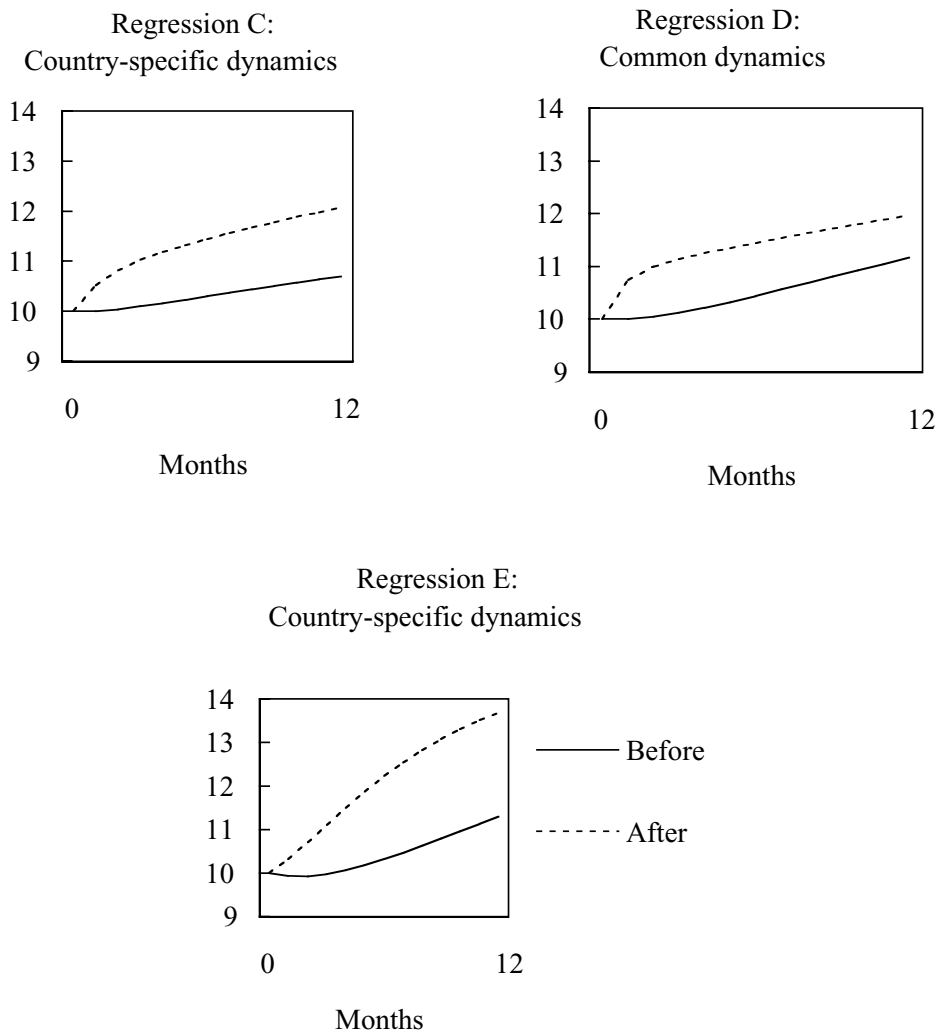 Regression C:
Country-specific dynamics
14
13
12
11
10
9
0
12
Months
Regression D:
Common dynamics
14
13
12
11
10
9
0
12
Months
Regression E:
Country-specific dynamics
14
13
12
11
10
9
0
12
Months
Before
After